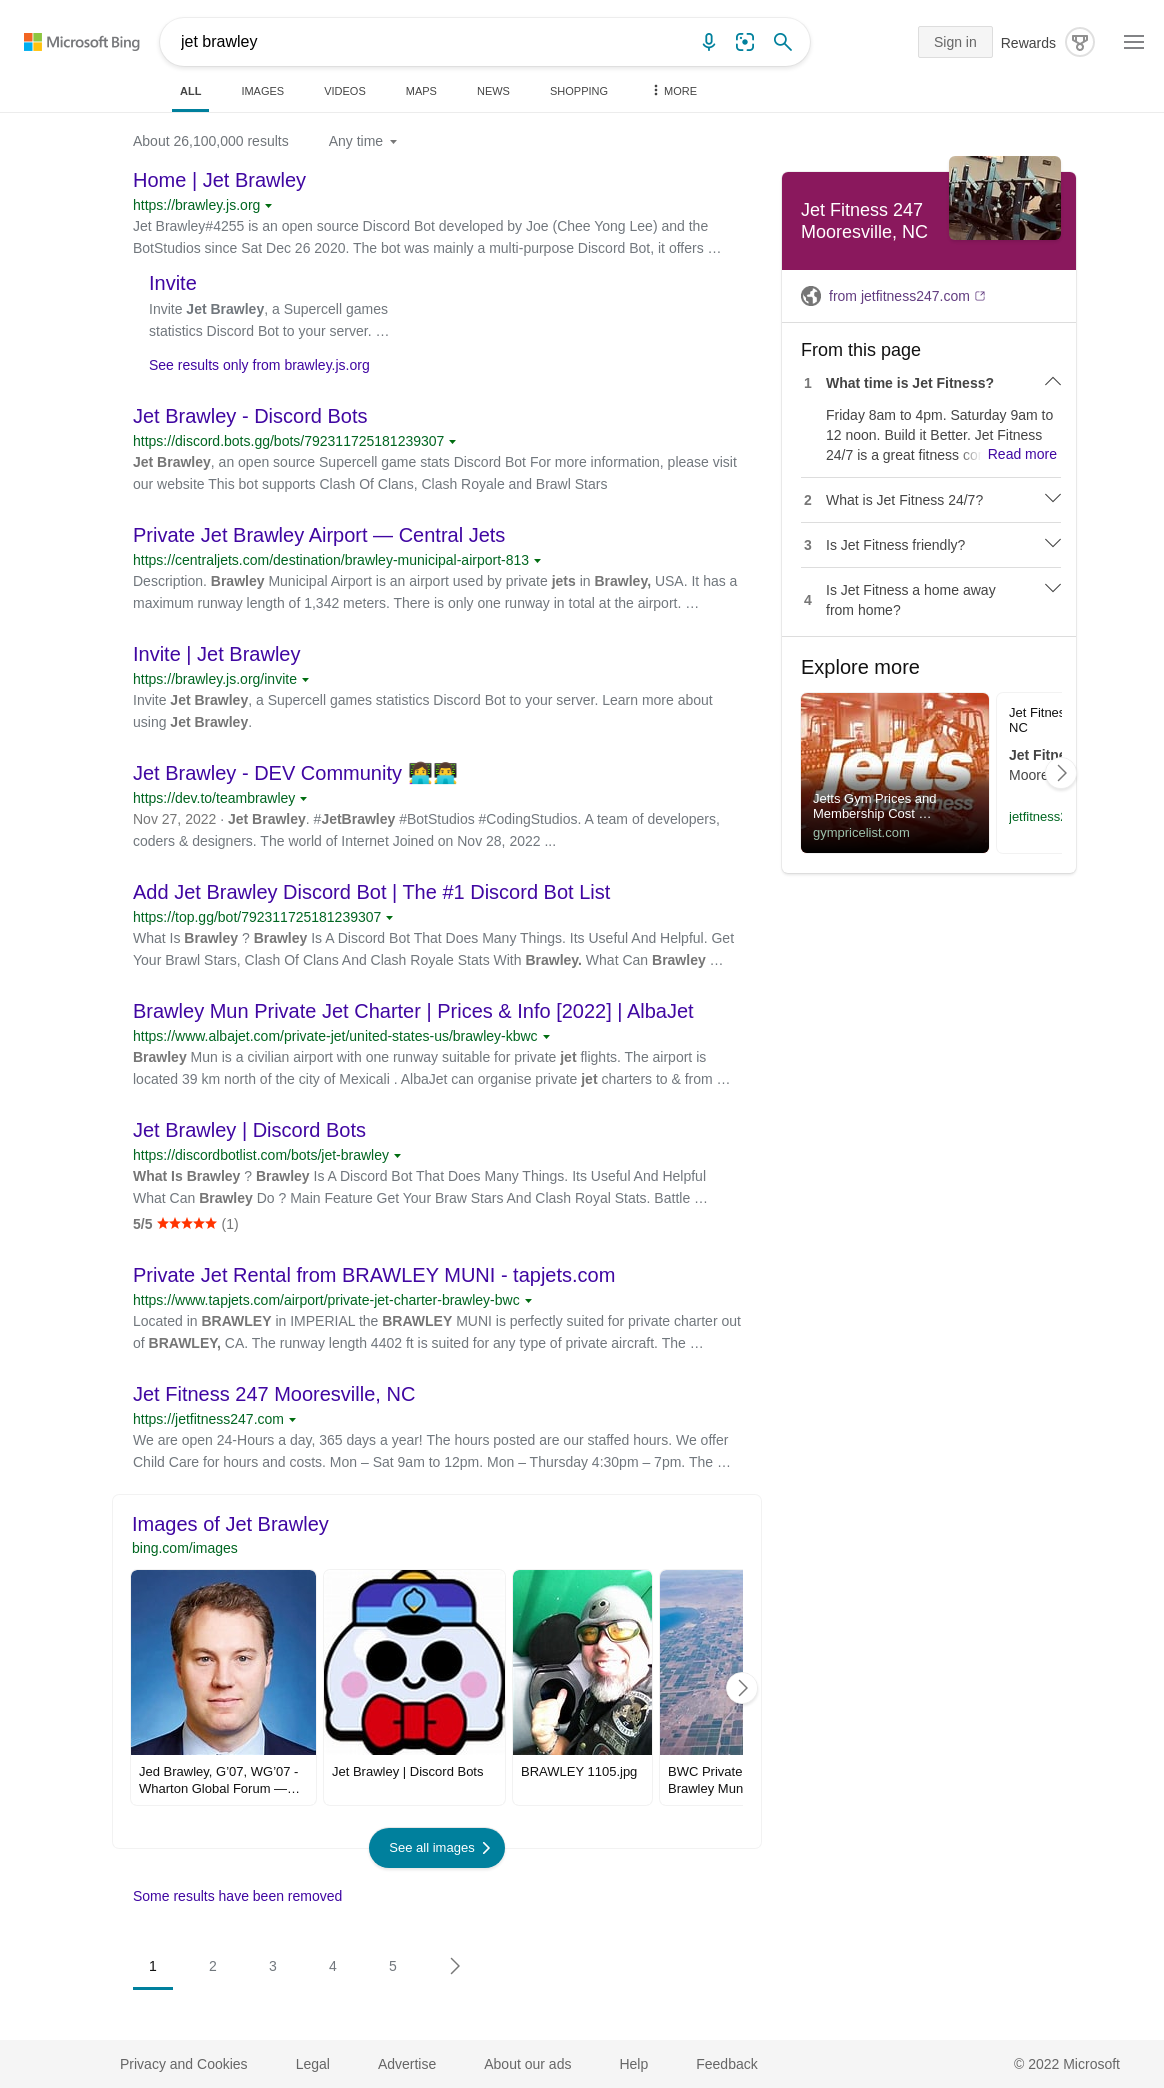 Microsoft Bing
jet brawley
Sign in
Rewards
ALL
IMAGES
VIDEOS
MAPS
NEWS
SHOPPING
MORE
About 26,100,000 results
Any time
Home | Jet Brawley
https://brawley.js.org
Jet Brawley#4255 is an open source Discord Bot developed by Joe (Chee Yong Lee) and the
BotStudios since Sat Dec 26 2020. The bot was mainly a multi-purpose Discord Bot, it offers …
Invite
Invite Jet Brawley, a Supercell games
statistics Discord Bot to your server. …
See results only from brawley.js.org
Jet Brawley - Discord Bots
https://discord.bots.gg/bots/792311725181239307
Jet Brawley, an open source Supercell game stats Discord Bot For more information, please visit
our website This bot supports Clash Of Clans, Clash Royale and Brawl Stars
Private Jet Brawley Airport — Central Jets
https://centraljets.com/destination/brawley-municipal-airport-813
Description. Brawley Municipal Airport is an airport used by private jets in Brawley, USA. It has a
maximum runway length of 1,342 meters. There is only one runway in total at the airport. …
Invite | Jet Brawley
https://brawley.js.org/invite
Invite Jet Brawley, a Supercell games statistics Discord Bot to your server. Learn more about
using Jet Brawley.
Jet Brawley - DEV Community 👩‍💻👨‍💻
https://dev.to/teambrawley
Nov 27, 2022 · Jet Brawley. #JetBrawley #BotStudios #CodingStudios. A team of developers,
coders & designers. The world of Internet Joined on Nov 28, 2022 ...
Add Jet Brawley Discord Bot | The #1 Discord Bot List
https://top.gg/bot/792311725181239307
What Is Brawley ? Brawley Is A Discord Bot That Does Many Things. Its Useful And Helpful. Get
Your Brawl Stars, Clash Of Clans And Clash Royale Stats With Brawley. What Can Brawley …
Brawley Mun Private Jet Charter | Prices & Info [2022] | AlbaJet
https://www.albajet.com/private-jet/united-states-us/brawley-kbwc
Brawley Mun is a civilian airport with one runway suitable for private jet flights. The airport is
located 39 km north of the city of Mexicali . AlbaJet can organise private jet charters to & from …
Jet Brawley | Discord Bots
https://discordbotlist.com/bots/jet-brawley
What Is Brawley ? Brawley Is A Discord Bot That Does Many Things. Its Useful And Helpful
What Can Brawley Do ? Main Feature Get Your Braw Stars And Clash Royal Stats. Battle …
5/5 ★★★★★ (1)
Private Jet Rental from BRAWLEY MUNI - tapjets.com
https://www.tapjets.com/airport/private-jet-charter-brawley-bwc
Located in BRAWLEY in IMPERIAL the BRAWLEY MUNI is perfectly suited for private charter out
of BRAWLEY, CA. The runway length 4402 ft is suited for any type of private aircraft. The …
Jet Fitness 247 Mooresville, NC
https://jetfitness247.com
We are open 24-Hours a day, 365 days a year! The hours posted are our staffed hours. We offer
Child Care for hours and costs. Mon – Sat 9am to 12pm. Mon – Thursday 4:30pm – 7pm. The …
Images of Jet Brawley
bing.com/images
Jed Brawley, G'07, WG'07 -
Wharton Global Forum —…
Jet Brawley | Discord Bots
BRAWLEY 1105.jpg
BWC Private
Brawley Mun
See all images
Some results have been removed
1
2
3
4
5
Jet Fitness 247
Mooresville, NC
from jetfitness247.com
From this page
1 What time is Jet Fitness?
Friday 8am to 4pm. Saturday 9am to
12 noon. Build it Better. Jet Fitness
24/7 is a great fitness co Read more
2 What is Jet Fitness 24/7?
3 Is Jet Fitness friendly?
4 Is Jet Fitness a home away
from home?
Explore more
jetts
24 hour fitness
Jetts Gym Prices and
Membership Cost …
gympricelist.com
Jet Fitnes
NC
Jet Fitne
Moore
jetfitness2
Privacy and Cookies
Legal
Advertise
About our ads
Help
Feedback
© 2022 Microsoft